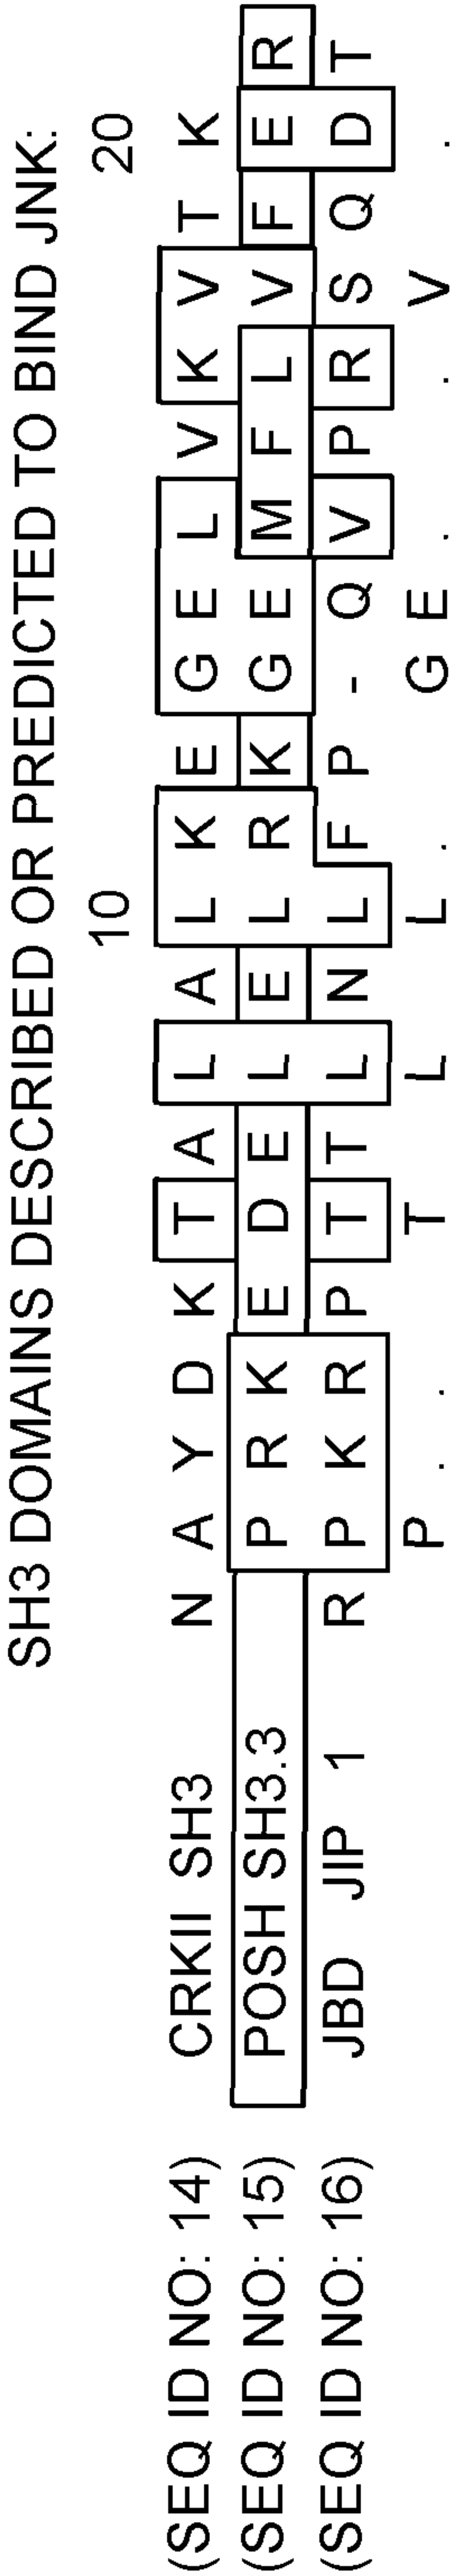 SH3 DOMAINS DESCRIBED OR PREDICTED TO BIND JNK:
10 20
(SEQ ID NO: 14) CRKII SH3 N A Y D K T A L A L K E G E L V K V T K
(SEQ ID NO: 15) POSH SH3.3 P R K E D E L E L R K G E M F L V F E R
(SEQ ID NO: 16) JBD JIP 1 R P K R P T T L N L F P - Q V P R S Q D T
P . . T L L . G E . . V .